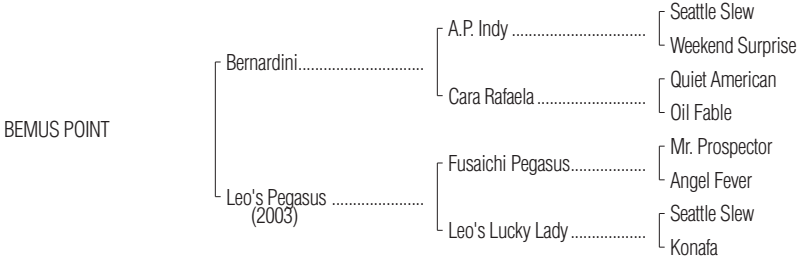 Seattle Slew
A.P. Indy ..............................
Weekend Surprise
Bernardini............................
Quiet American
Cara Rafaela ........................
Oil Fable
BEMUS POINT
Mr. Prospector
Fusaichi Pegasus.................
Angel Fever
Leo's Pegasus .....................
(2003)
Seattle Slew
Leo's Lucky Lady .................
Konafa